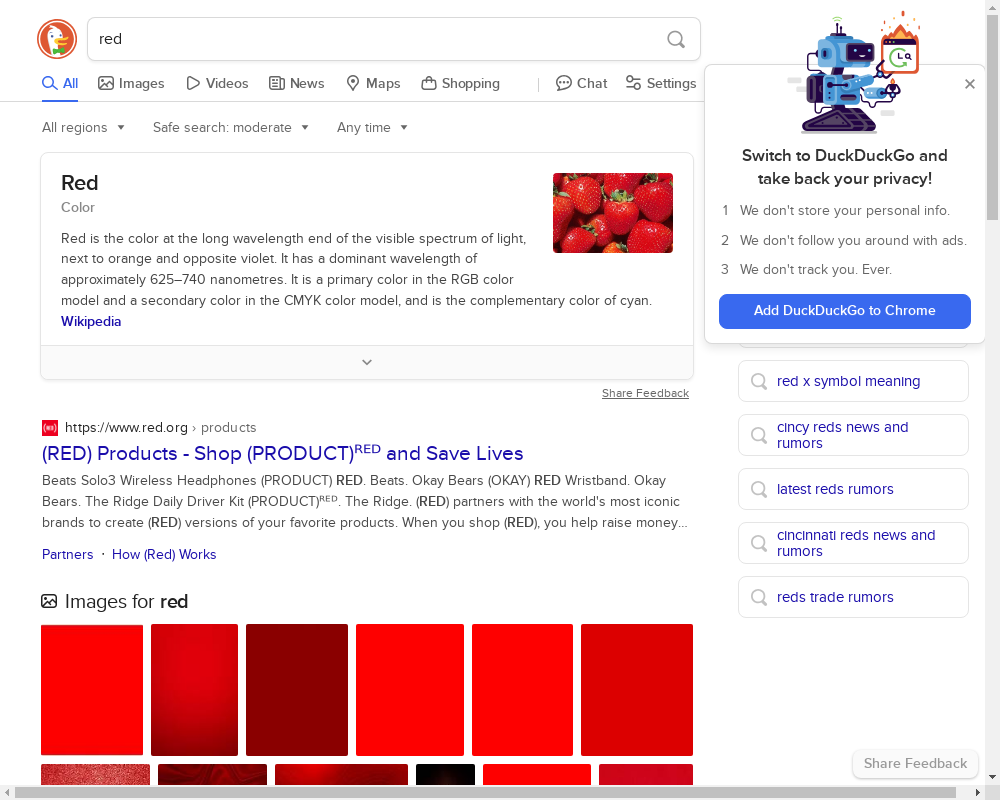 red
All
Images
Videos
News
Maps
Shopping
Chat
Settings
All regions
Safe search: moderate
Any time
Red
Color
Red is the color at the long wavelength end of the visible spectrum of light,
next to orange and opposite violet. It has a dominant wavelength of
approximately 625–740 nanometres. It is a primary color in the RGB color
model and a secondary color in the CMYK color model, and is the complementary color of cyan.
Wikipedia
Share Feedback
https://www.red.org › products
(RED) Products - Shop (PRODUCT)ᴿᴱᴰ and Save Lives
Beats Solo3 Wireless Headphones (PRODUCT) RED. Beats. Okay Bears (OKAY) RED Wristband. Okay
Bears. The Ridge Daily Driver Kit (PRODUCT)ᴿᴱᴰ. The Ridge. (RED) partners with the world's most iconic
brands to create (RED) versions of your favorite products. When you shop (RED), you help raise money...
Partners · How (Red) Works
Images for red
Switch to DuckDuckGo and
take back your privacy!
1 We don't store your personal info.
2 We don't follow you around with ads.
3 We don't track you. Ever.
Add DuckDuckGo to Chrome
red x symbol meaning
cincy reds news and
rumors
latest reds rumors
cincinnati reds news and
rumors
reds trade rumors
Share Feedback